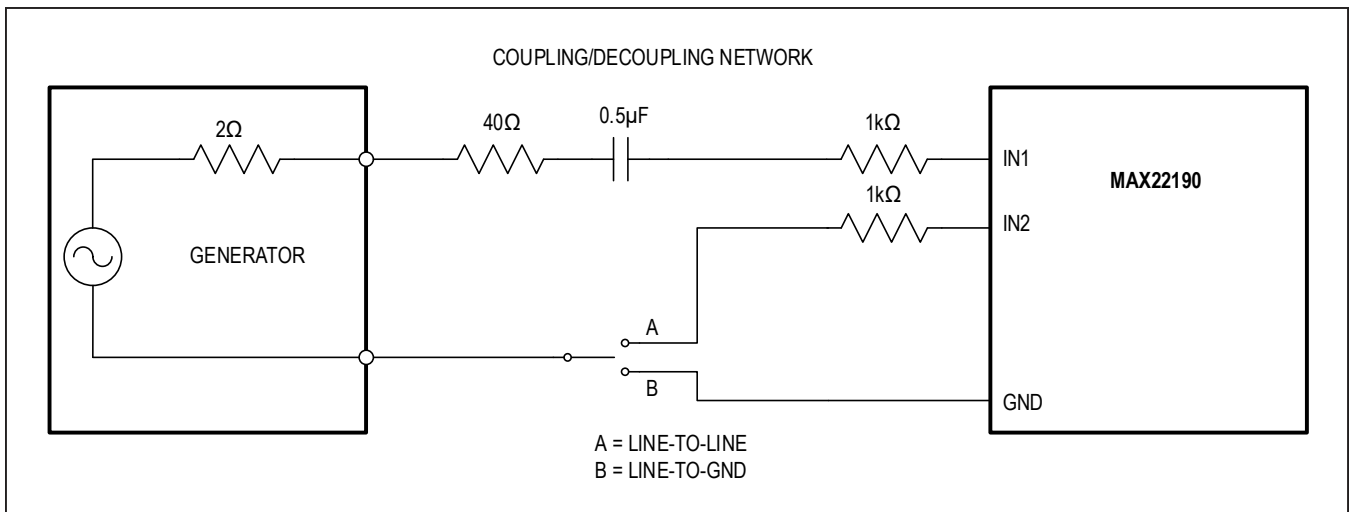 COUPLING/DECOUPLING NETWORK
2Ω
40Ω
0.5µF
1kΩ
IN1
MAX22190
1kΩ
IN2
GENERATOR
A
B
GND
A = LINE-TO-LINE
B = LINE-TO-GND